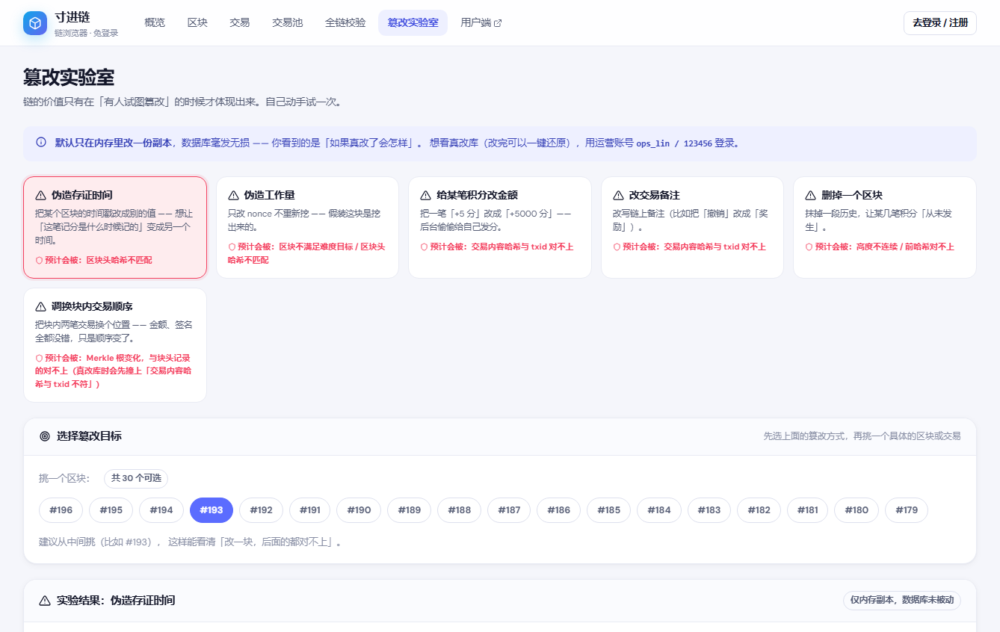 寸进链
链浏览器 · 免登录
概览
区块
交易
交易池
全链校验
篡改实验室
用户端
去登录 / 注册
篡改实验室
链的价值只有在「有人试图篡改」的时候才体现出来。自己动手试一次。
默认只在内存里改一份副本，数据库毫发无损 —— 你看到的是「如果真改了会怎样」。 想看真改库（改完可以一键还原），用运营账号 ops_lin / 123456 登录。
伪造存证时间
把某个区块的时间戳改成别的值 —— 想让
「这笔记分是什么时候记的」变成另一个
时间。
预计会被：区块头哈希不匹配
伪造工作量
只改 nonce 不重新挖 —— 假装这块是挖
出来的。
预计会被：区块不满足难度目标 / 区块头
哈希不匹配
给某笔积分改金额
把一笔「+5 分」改成「+5000 分」——
后台偷偷给自己发分。
预计会被：交易内容哈希与 txid 对不上
改交易备注
改写链上备注（比如把「撤销」改成「奖
励」）。
预计会被：交易内容哈希与 txid 对不上
删掉一个区块
抹掉一段历史，让某几笔积分「从未发
生」。
预计会被：高度不连续 / 前哈希对不上
调换块内交易顺序
把块内两笔交易换个位置 —— 金额、签名
全都没错，只是顺序变了。
预计会被：Merkle 根变化，与块头记录
的对不上（真改库时会先撞上「交易内容哈
希与 txid 不符」）
选择篡改目标
先选上面的篡改方式，再挑一个具体的区块或交易
挑一个区块：
共 30 个可选
#196
#195
#194
#193
#192
#191
#190
#189
#188
#187
#186
#185
#184
#183
#182
#181
#180
#179
建议从中间挑（比如 #193）， 这样能看清「改一块，后面的都对不上」。
实验结果：伪造存证时间
仅内存副本，数据库未被动